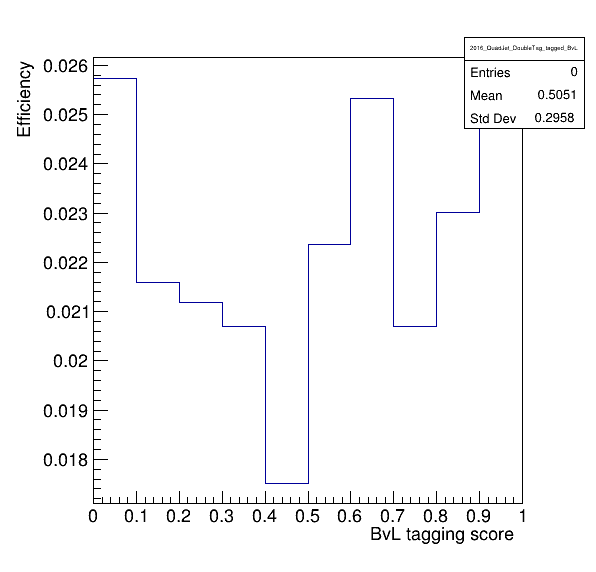 2016_QuadJet_DoubleTag_tagged_BvL
Entries 0
Mean 0.5051
Std Dev 0.2958
Efficiency
0.026
0.025
0.024
0.023
0.022
0.021
0.02
0.019
0.018
0 0.1 0.2 0.3 0.4 0.5 0.6 0.7 0.8 0.9 1
BvL tagging score